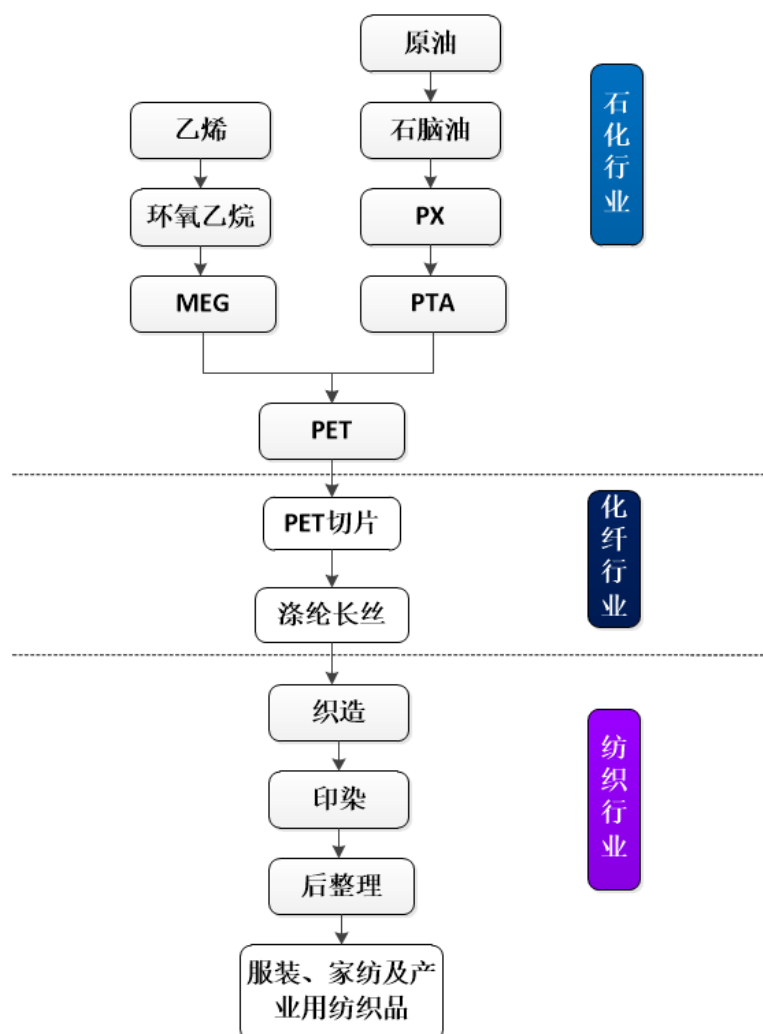 原油
石化行业
乙烯
石脑油
环氧乙烷
PX
MEG
PTA
PET
PET切片
化纤行业
涤纶长丝
织造
纺织行业
印染
后整理
服装、家纺及产
业用纺织品